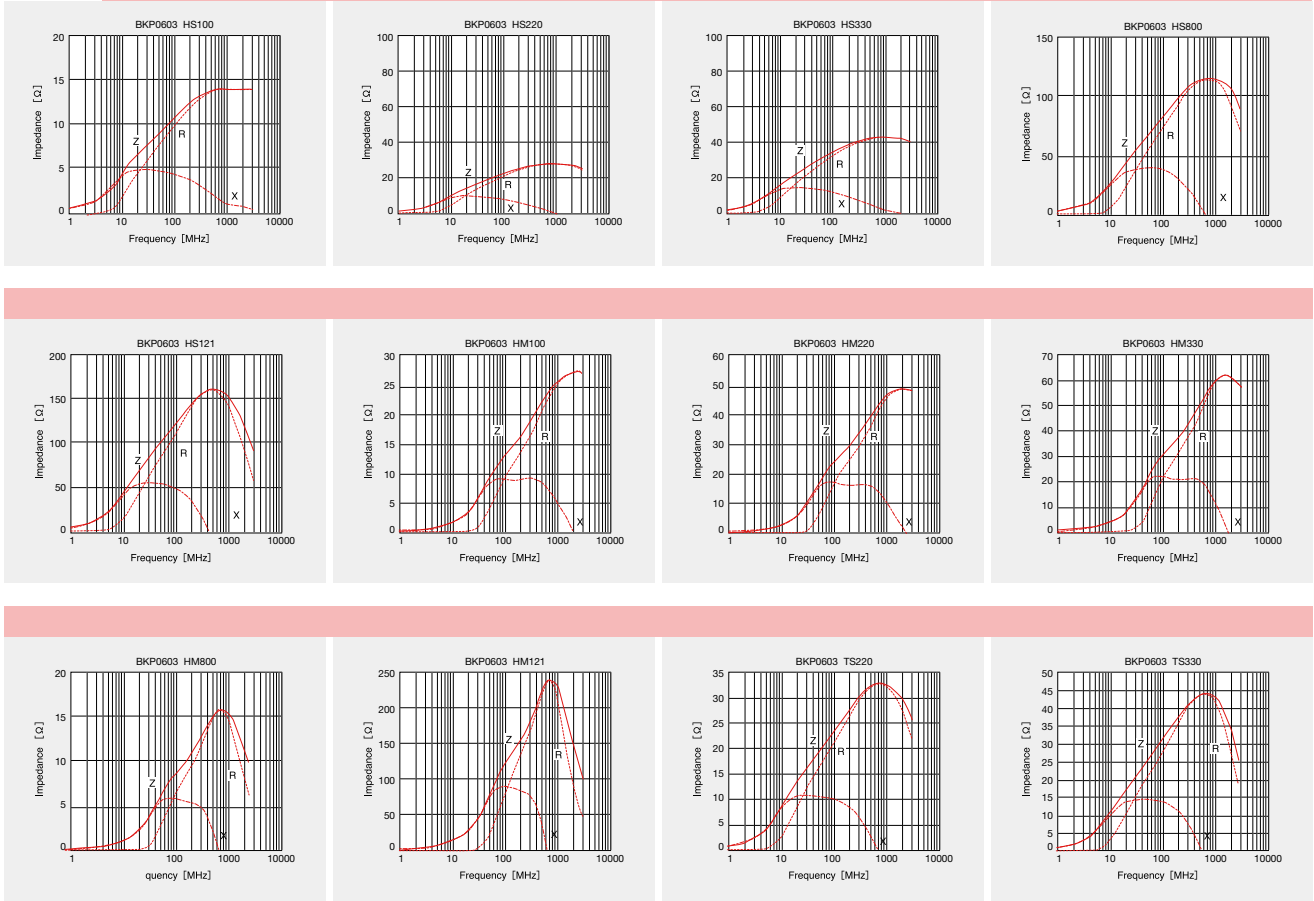 BKP0603 HS100
20
15
10
5
0
Impedance [Ω]
Z
R
X
1 10 100 1000 10000
Frequency [MHz]
BKP0603 HS220
100
80
60
40
20
0
Impedance [Ω]
Z
R
X
1 10 100 1000 10000
Frequency [MHz]
BKP0603 HS330
100
80
60
40
20
0
Impedance [Ω]
Z
R
X
1 10 100 1000 10000
Frequency [MHz]
BKP0603 HS800
150
100
50
0
Impedance [Ω]
Z
R
X
1 10 100 1000 10000
Frequency [MHz]
BKP0603 HS121
200
150
100
50
0
Impedance [Ω]
Z
R
X
1 10 100 1000 10000
Frequency [MHz]
BKP0603 HM100
30
25
20
15
10
5
0
Impedance [Ω]
Z
R
X
1 10 100 1000 10000
Frequency [MHz]
BKP0603 HM220
60
50
40
30
20
10
0
Impedance [Ω]
Z
R
X
1 10 100 1000 10000
Frequency [MHz]
BKP0603 HM330
70
60
50
40
30
20
10
0
Impedance [Ω]
Z
R
X
1 10 100 1000 10000
Frequency [MHz]
BKP0603 HM800
20
15
10
5
0
Impedance [Ω]
Z
R
X
100 1000 10000
quency [MHz]
BKP0603 HM121
250
200
150
100
50
0
Impedance [Ω]
Z
R
X
1 10 100 1000 10000
Frequency [MHz]
BKP0603 TS220
35
30
25
20
15
10
5
0
Impedance [Ω]
Z
R
X
1 10 100 1000 10000
Frequency [MHz]
BKP0603 TS330
50
45
40
35
30
25
20
15
10
5
0
Impedance [Ω]
Z
R
X
1 10 100 1000 10000
Frequency [MHz]